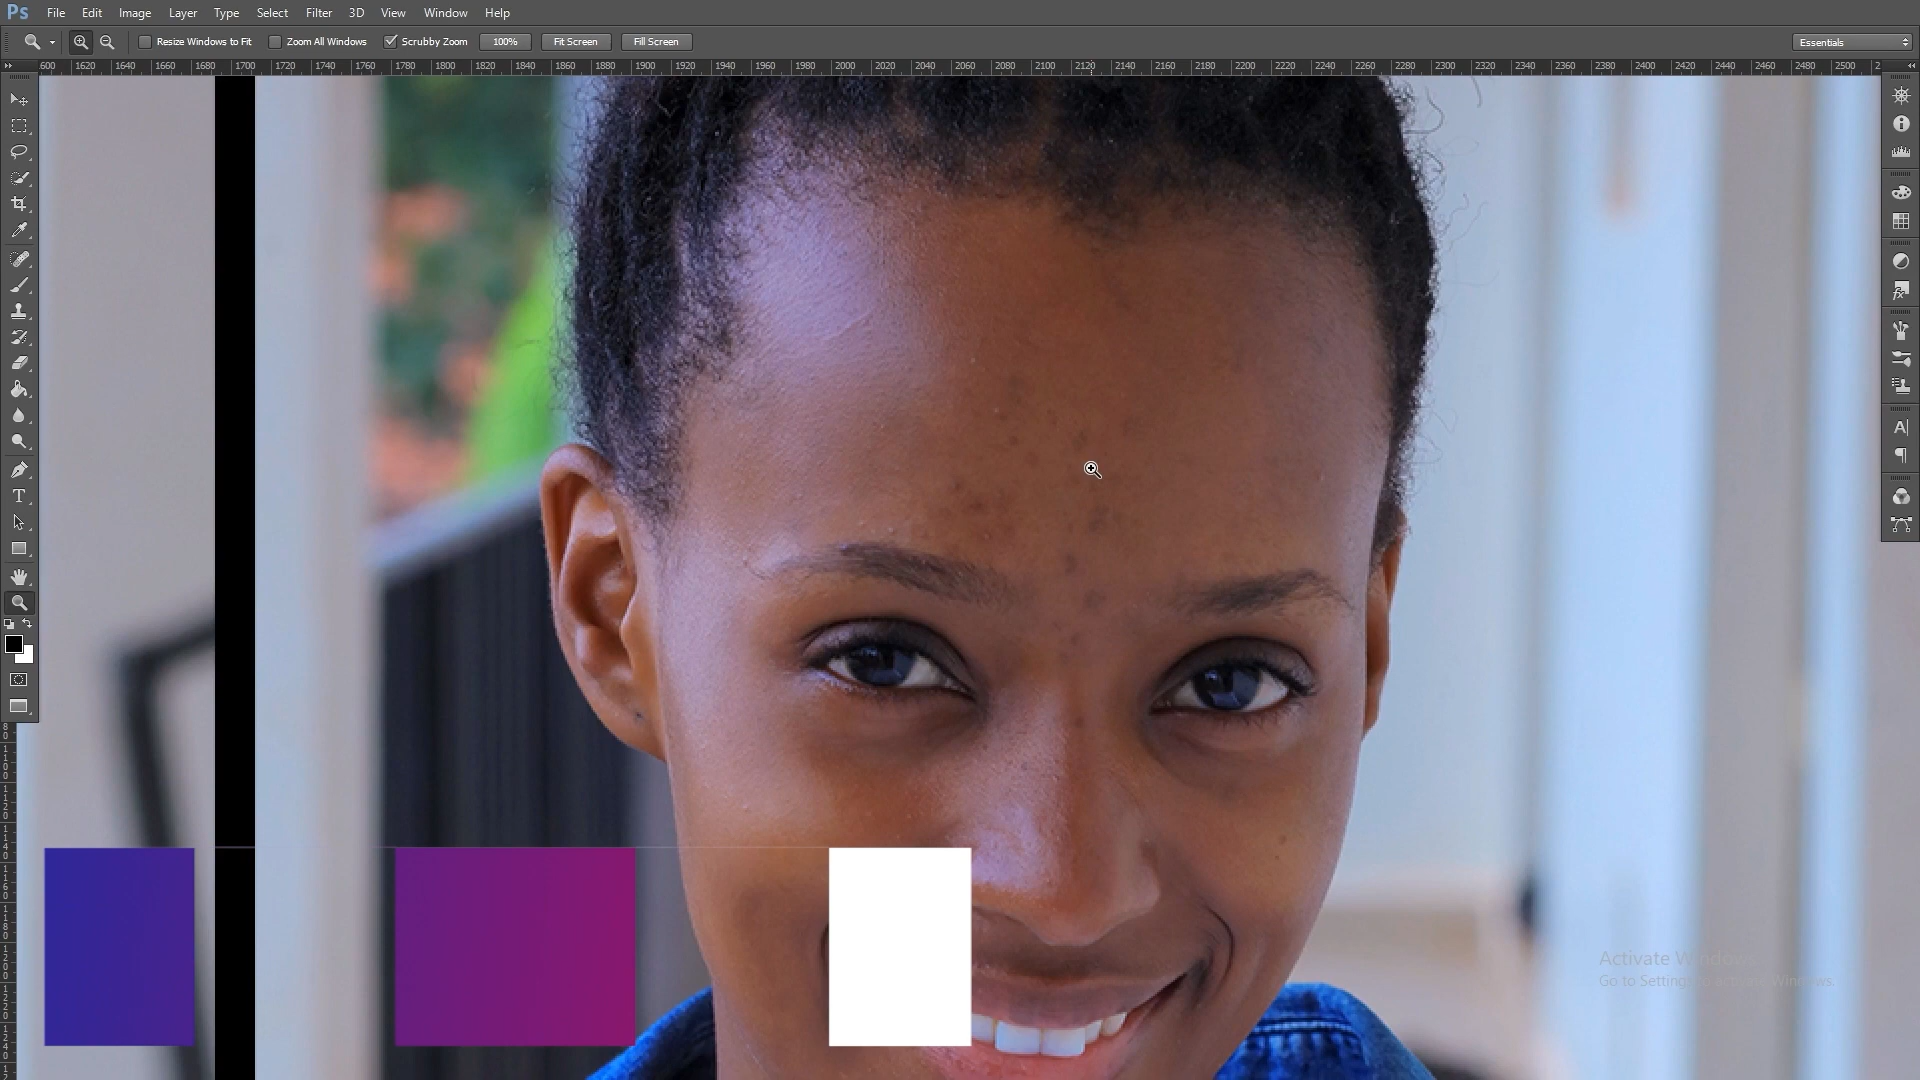 Ps File Edit Image Layer Type Select Filter 3D View Window Help
Resize Windows to Fit Zoom All Windows Scrubby Zoom 100% Fit Screen Fill Screen Essentials
1620 1640 1660 1680 1700 1720 1740 1760 1780 1800 1820 1840 1860 1880 1900 1920 1940 1960 1980 2000 2020 2040 2060 2080 2100 2120 2140 2160 2180 2200 2220 2240 2260 2280 2300 2320 2340 2360 2380 2400 2420 2440 2460 2480 2500
Activate Windows
Go to Settings to activate Windows.